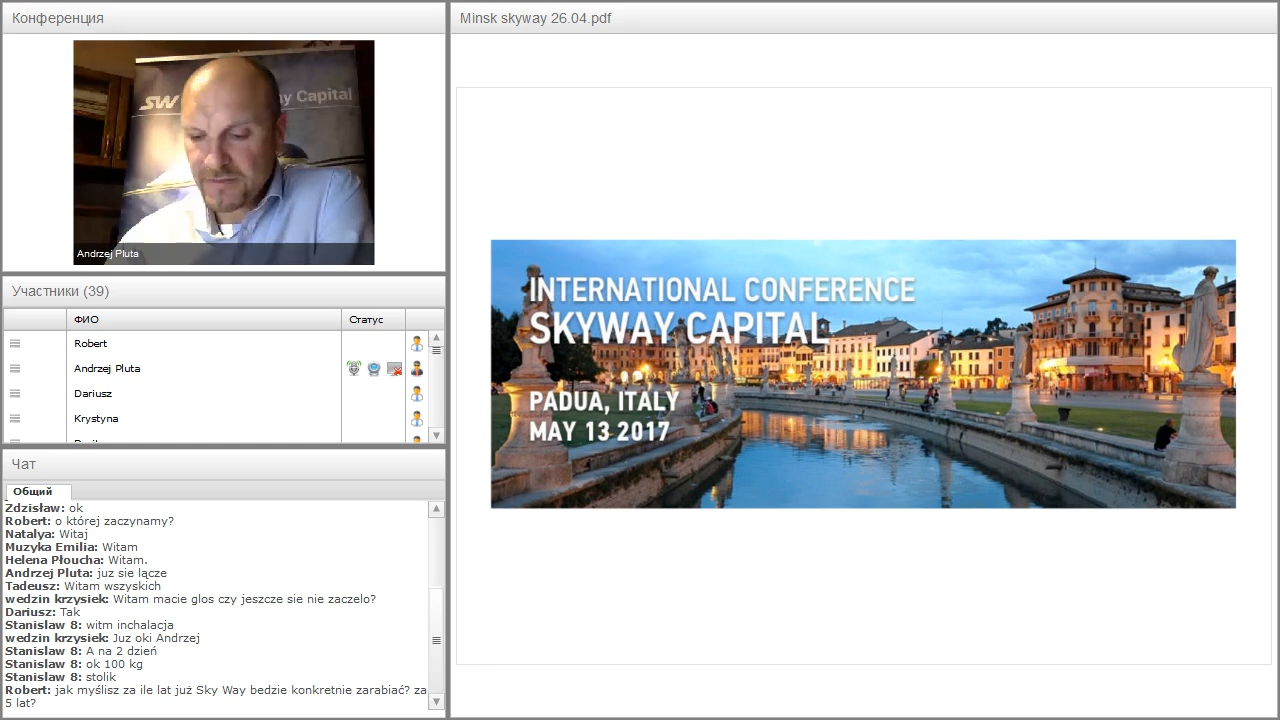 Конференция
SW
ay Capital
Andrzej Pluta
Участники (39)
ФИО
Статус
Robert
Andrzej Pluta
Dariusz
Krystyna
Чат
Общий
Zdzisław: ok
Robert: o której zaczynamy?
Natalya: Witaj
Muzyka Emilia: Witam
Helena Płoucha: Witam.
Andrzej Pluta: juz sie lącze
Tadeusz: Witam wszyskich
wedzin krzysiek: Witam macie glos czy jeszcze sie nie zaczelo?
Dariusz: Tak
Stanislaw 8: witm inchalacja
wedzin krzysiek: Juz oki Andrzej
Stanislaw 8: A na 2 dzień
Stanislaw 8: ok 100 kg
Stanislaw 8: stolik
Robert: jak myślisz za ile lat już Sky Way bedzie konkretnie zarabiać? za
5 lat?
Minsk skyway 26.04.pdf
INTERNATIONAL CONFERENCE
SKYWAY CAPITAL
PADUA, ITALY
MAY 13 2017